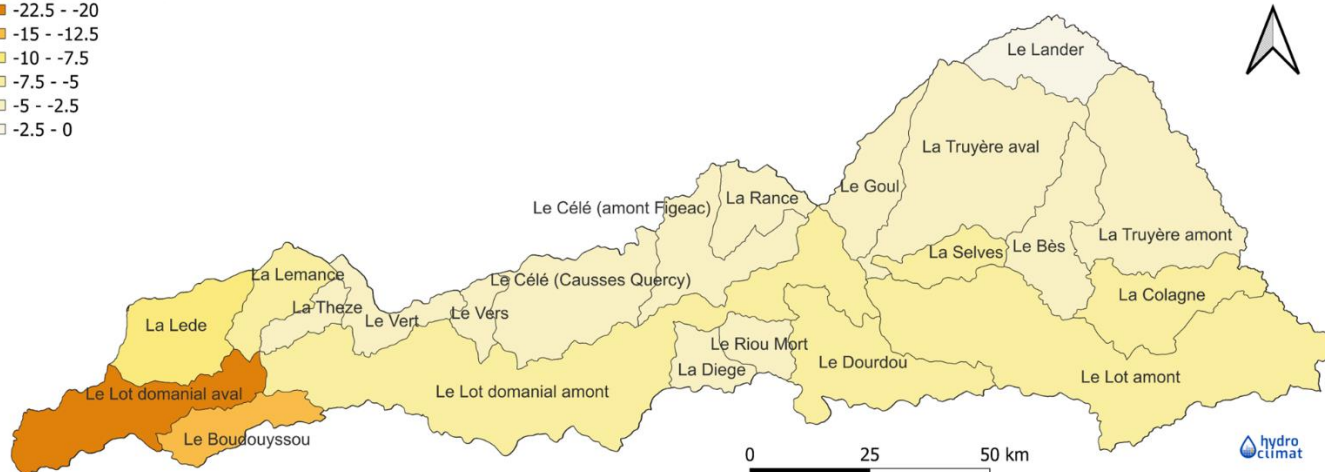 -22.5 - -20
-15 - -12.5
-10 - -7.5
-7.5 - -5
-5 - -2.5
-2.5 - 0
Le Lander
La Truyère aval
Le Goul
La Rance
Le Célé (amont Figeac)
La Truyère amont
Le Bès
La Selves
La Lemance
Le Célé (Causses Quercy)
La Colagne
La Theze
Le Vers
Le Vert
La Lede
Le Riou Mort
Le Dourdou
La Diege
Le Lot amont
Le Lot domanial aval
Le Lot domanial amont
Le Boudouyssou
hydro
climat
0 25 50 km